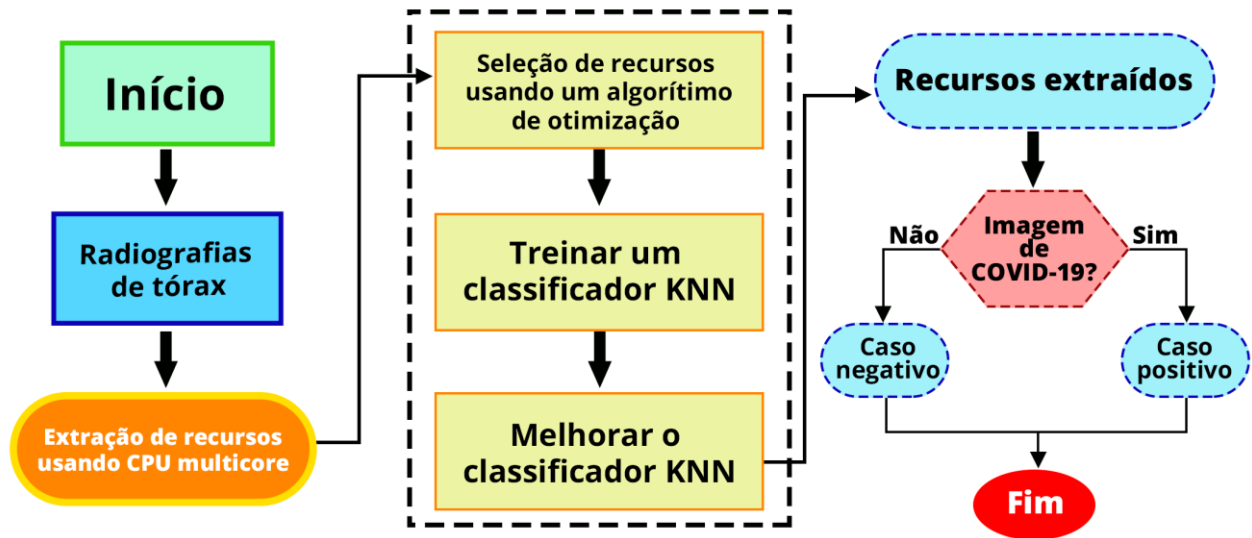 Início
Radiografias
de tórax
Extração de recursos
usando CPU multicore
Seleção de recursos
usando um algorítimo
de otimização
Treinar um
classificador KNN
Melhorar o
classificador KNN
Recursos extraídos
Imagem
de
COVID-19?
Não
Sim
Caso
negativo
Caso
positivo
Fim